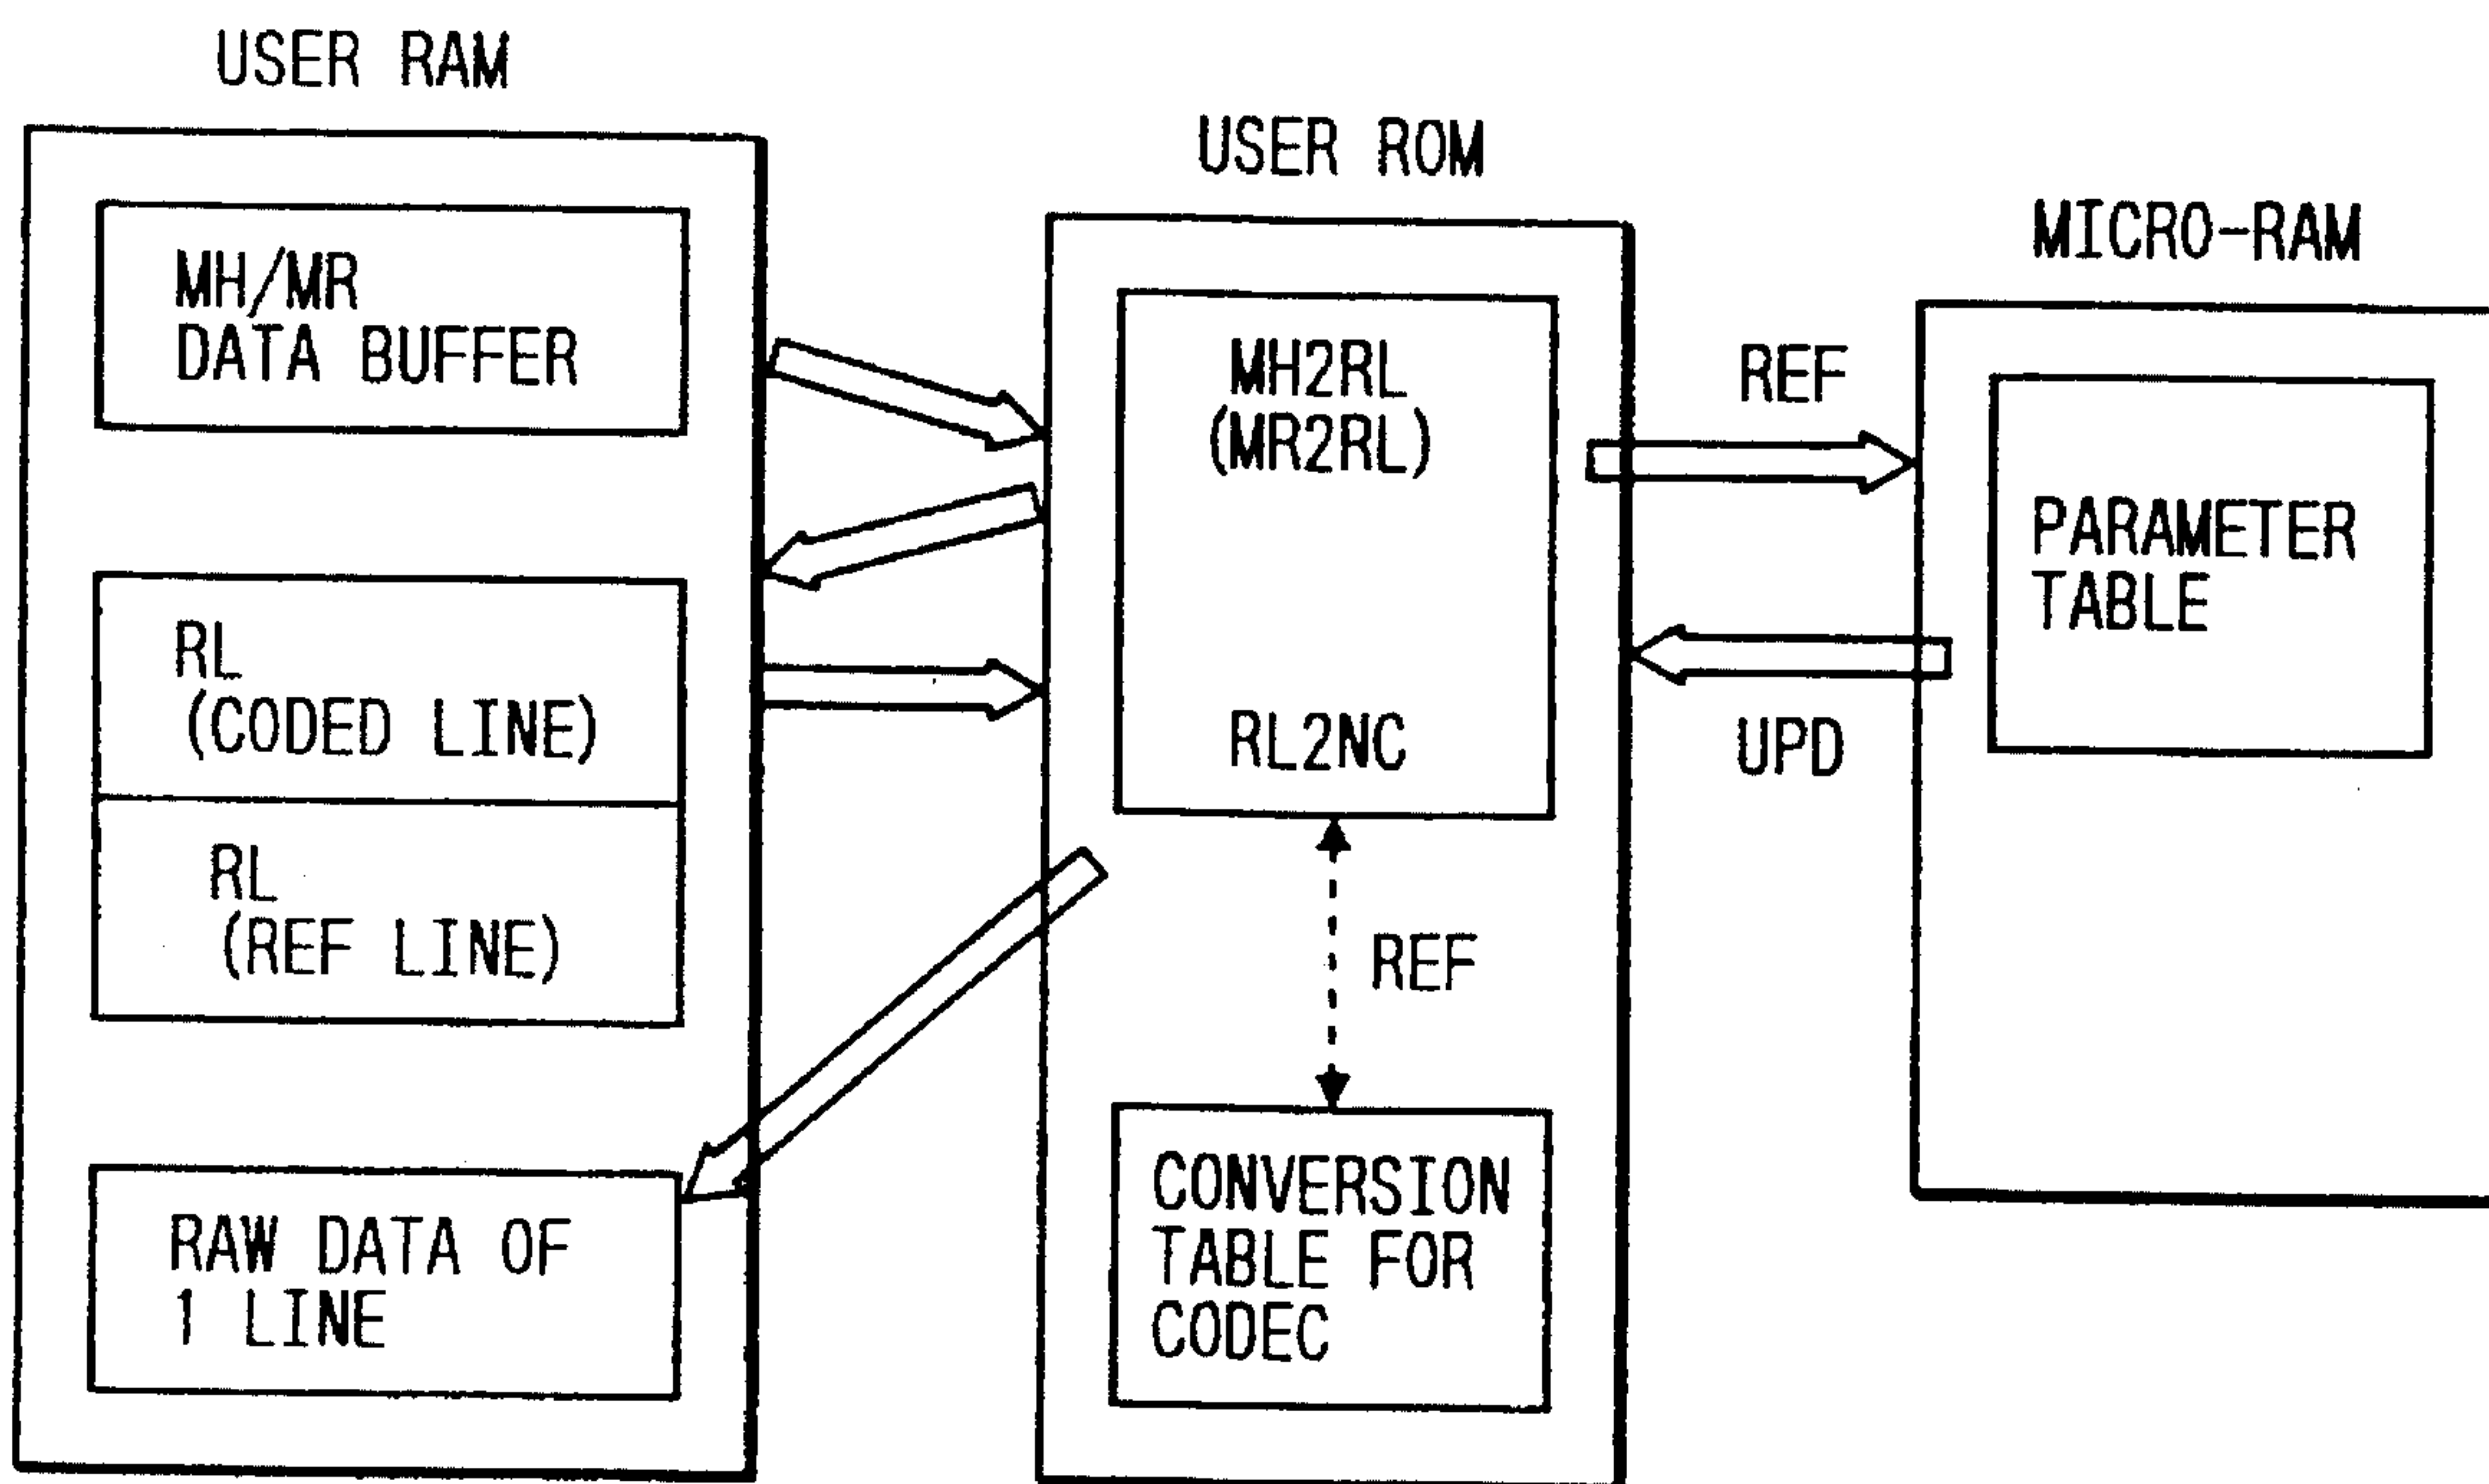 USER RAM
MH/MR
DATA BUFFER
RL
(CODED LINE)
RL
(REF LINE)
RAW DATA OF
1 LINE
USER ROM
MH2RL
(MR2RL)
RL2NC
REF
CONVERSION
TABLE FOR
CODEC
REF
UPD
MICRO-RAM
PARAMETER
TABLE